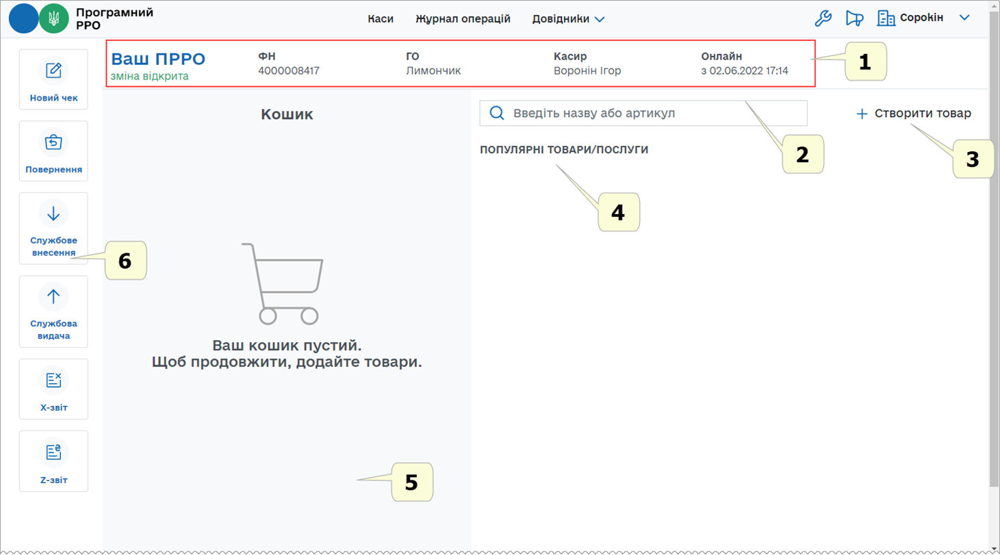 Програмний
РРО
Каси
Журнал операцій
Довідники
Сорокін
Ваш ПРРО
зміна відкрита
ФН
4000008417
ГО
Лимончик
Касир
Воронін Ігор
Онлайн
з 02.06.2022 17:14
1
Новий чек
Повернення
Службове
внесення
6
Службова
видача
X-звіт
Z-звіт
Кошик
Ваш кошик пустий.
Щоб продовжити, додайте товари.
5
Введіть назву або артикул
2
Створити товар
3
ПОПУЛЯРНІ ТОВАРИ/ПОСЛУГИ
4